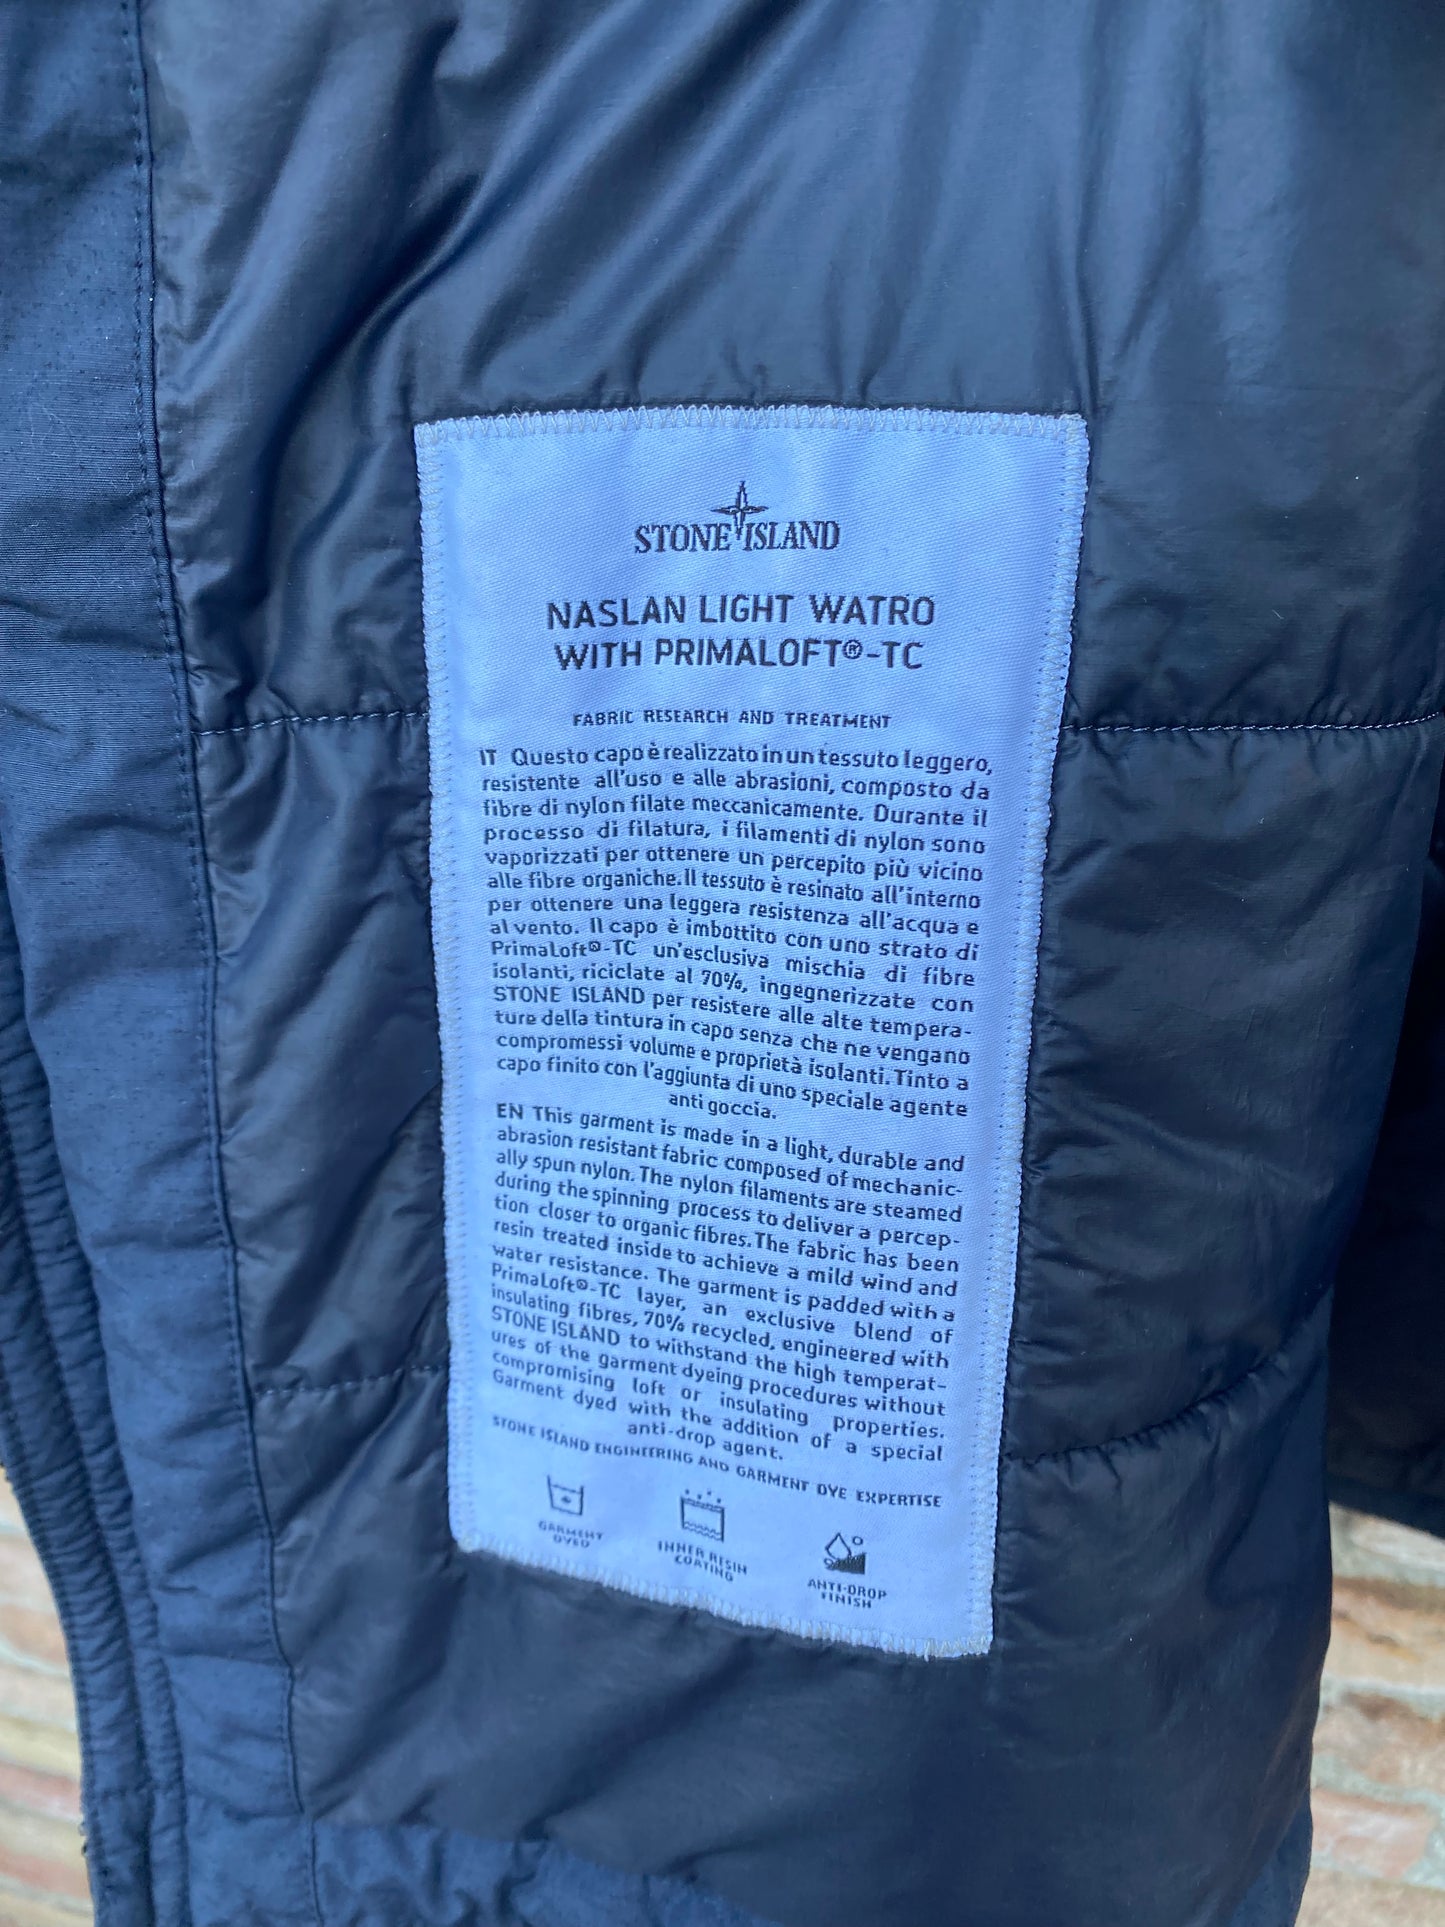 STONE ISLAND
NASLAN LIGHT WATRO
WITH PRIMALOFT®-TC
FABRIC RESEARCH AND TREATMENT
IT Questo capo è realizzato in un tessuto leggero,
resistente all'uso e alle abrasioni, composto da
fibre di nylon filate meccanicamente. Durante il
processo di filatura, i filamenti di nylon sono
vaporizzati per ottenere un percepito più vicino
alle fibre organiche. Il tessuto è resinato all'interno
per ottenere una leggera resistenza all'acqua e
al vento. Il capo è imbottito con uno strato di
PrimaLoft®-TC un'esclusiva mischia di fibre
isolanti, riciclate al 70%, ingegnerizzate con
STONE ISLAND per resistere alle alte tempera-
ture della tintura in capo senza che ne vengano
compromessi volume e proprietà isolanti. Tinto a
capo finito con l'aggiunta di uno speciale agente
anti goccia.
EN This garment is made in a light, durable and
abrasion resistant fabric composed of mechanic-
ally spun nylon. The nylon filaments are steamed
during the spinning process to deliver a percep-
tion closer to organic fibres. The fabric has been
resin treated inside to achieve a mild wind and
water resistance. The garment is padded with a
PrimaLoft®-TC layer, an exclusive blend of
insulating fibres, 70% recycled, engineered with
STONE ISLAND to withstand the high temperat-
ures of the garment dyeing procedures without
compromising loft or insulating properties.
Garment dyed with the addition of a special
anti-drop agent.
STONE ISLAND ENGINEERING AND GARMENT DYE EXPERTISE
GARMENT
DYED
INNER RESIN
COATING
ANTI-DROP
FINISH